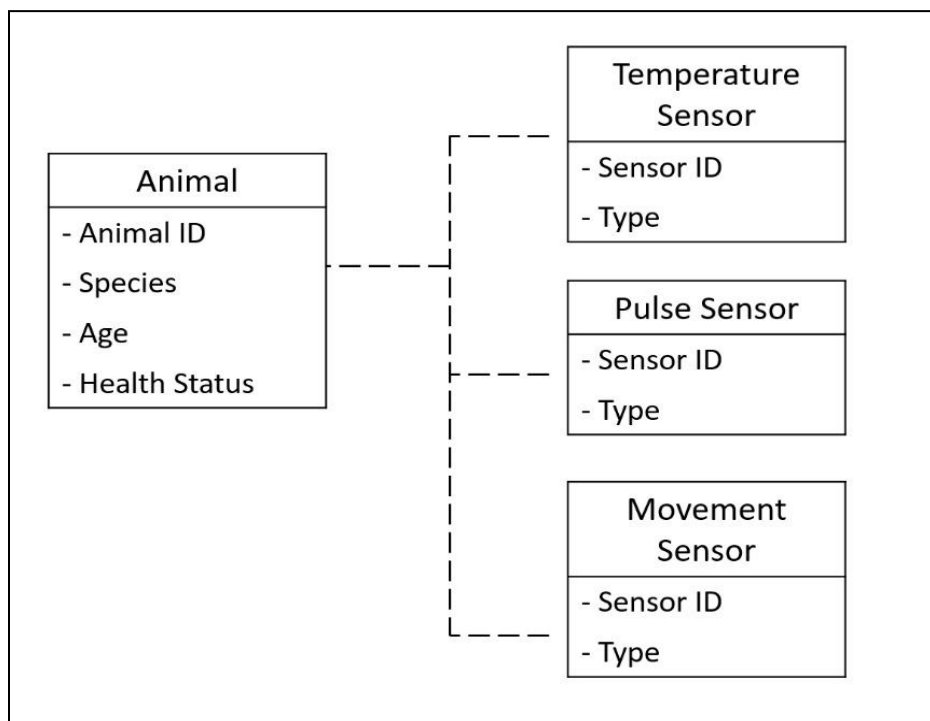 Animal
- Animal ID
- Species
- Age
- Health Status
Temperature
Sensor
- Sensor ID
- Type
Pulse Sensor
- Sensor ID
- Type
Movement
Sensor
- Sensor ID
- Type